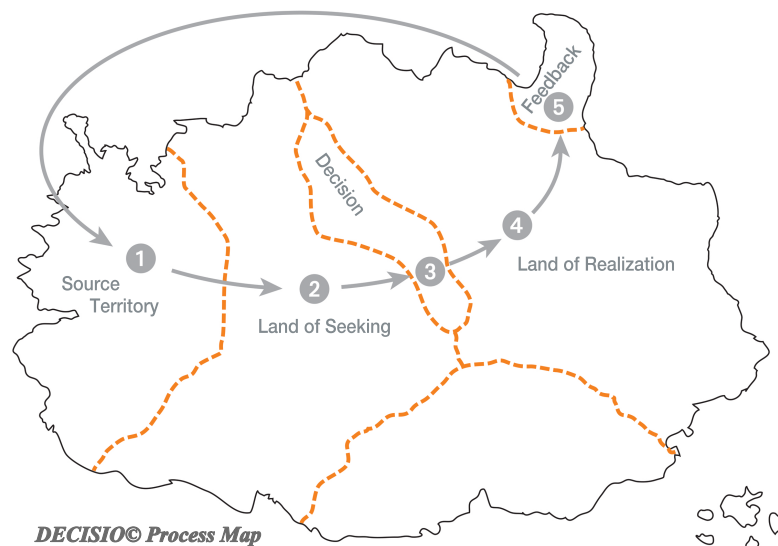 Feedback
5
Decision
1
4
3
Land of Realization
Source
Territory
2
Land of Seeking
DECISIO© Process Map